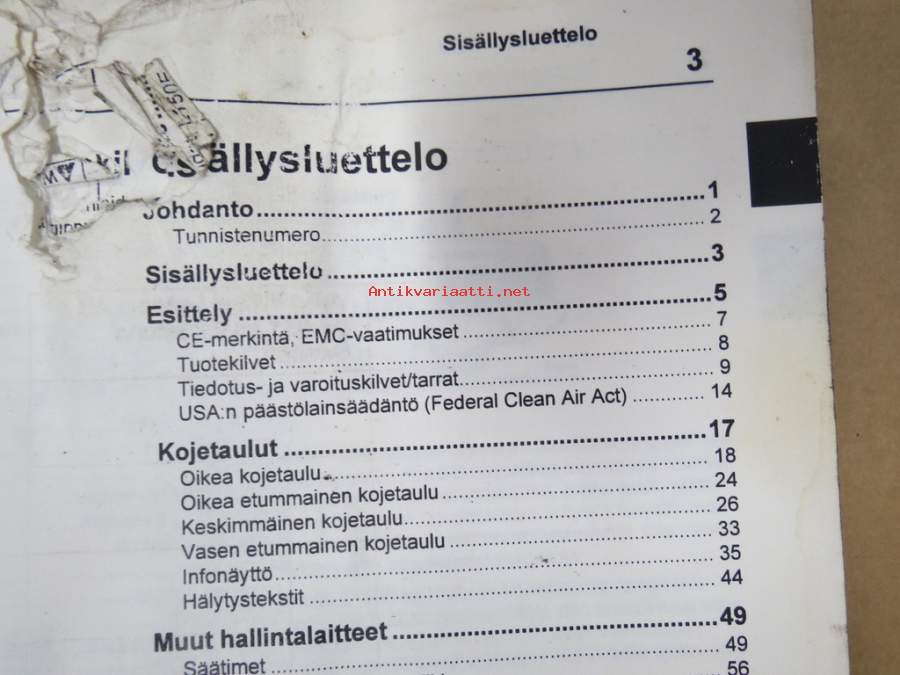 Sisällysluettelo
3
Sisällysluettelo
Johdanto 1
Tunnistenumero 2
Sisällysluettelo 3
Antikvariaatti.net
Esittely 5
CE-merkintä, EMC-vaatimukset 7
Tuotekilvet 8
Tiedotus- ja varoituskilvet/tarrat 9
USA:n päästölainsäädäntö (Federal Clean Air Act) 14
Kojetaulut 17
Oikea kojetaulu 18
Oikea etummainen kojetaulu 24
Keskimmäinen kojetaulu 26
Vasen etummainen kojetaulu 33
Infonäyttö 35
Hälytystekstit 44
Muut hallintalaitteet 49
Säätimet 49
56